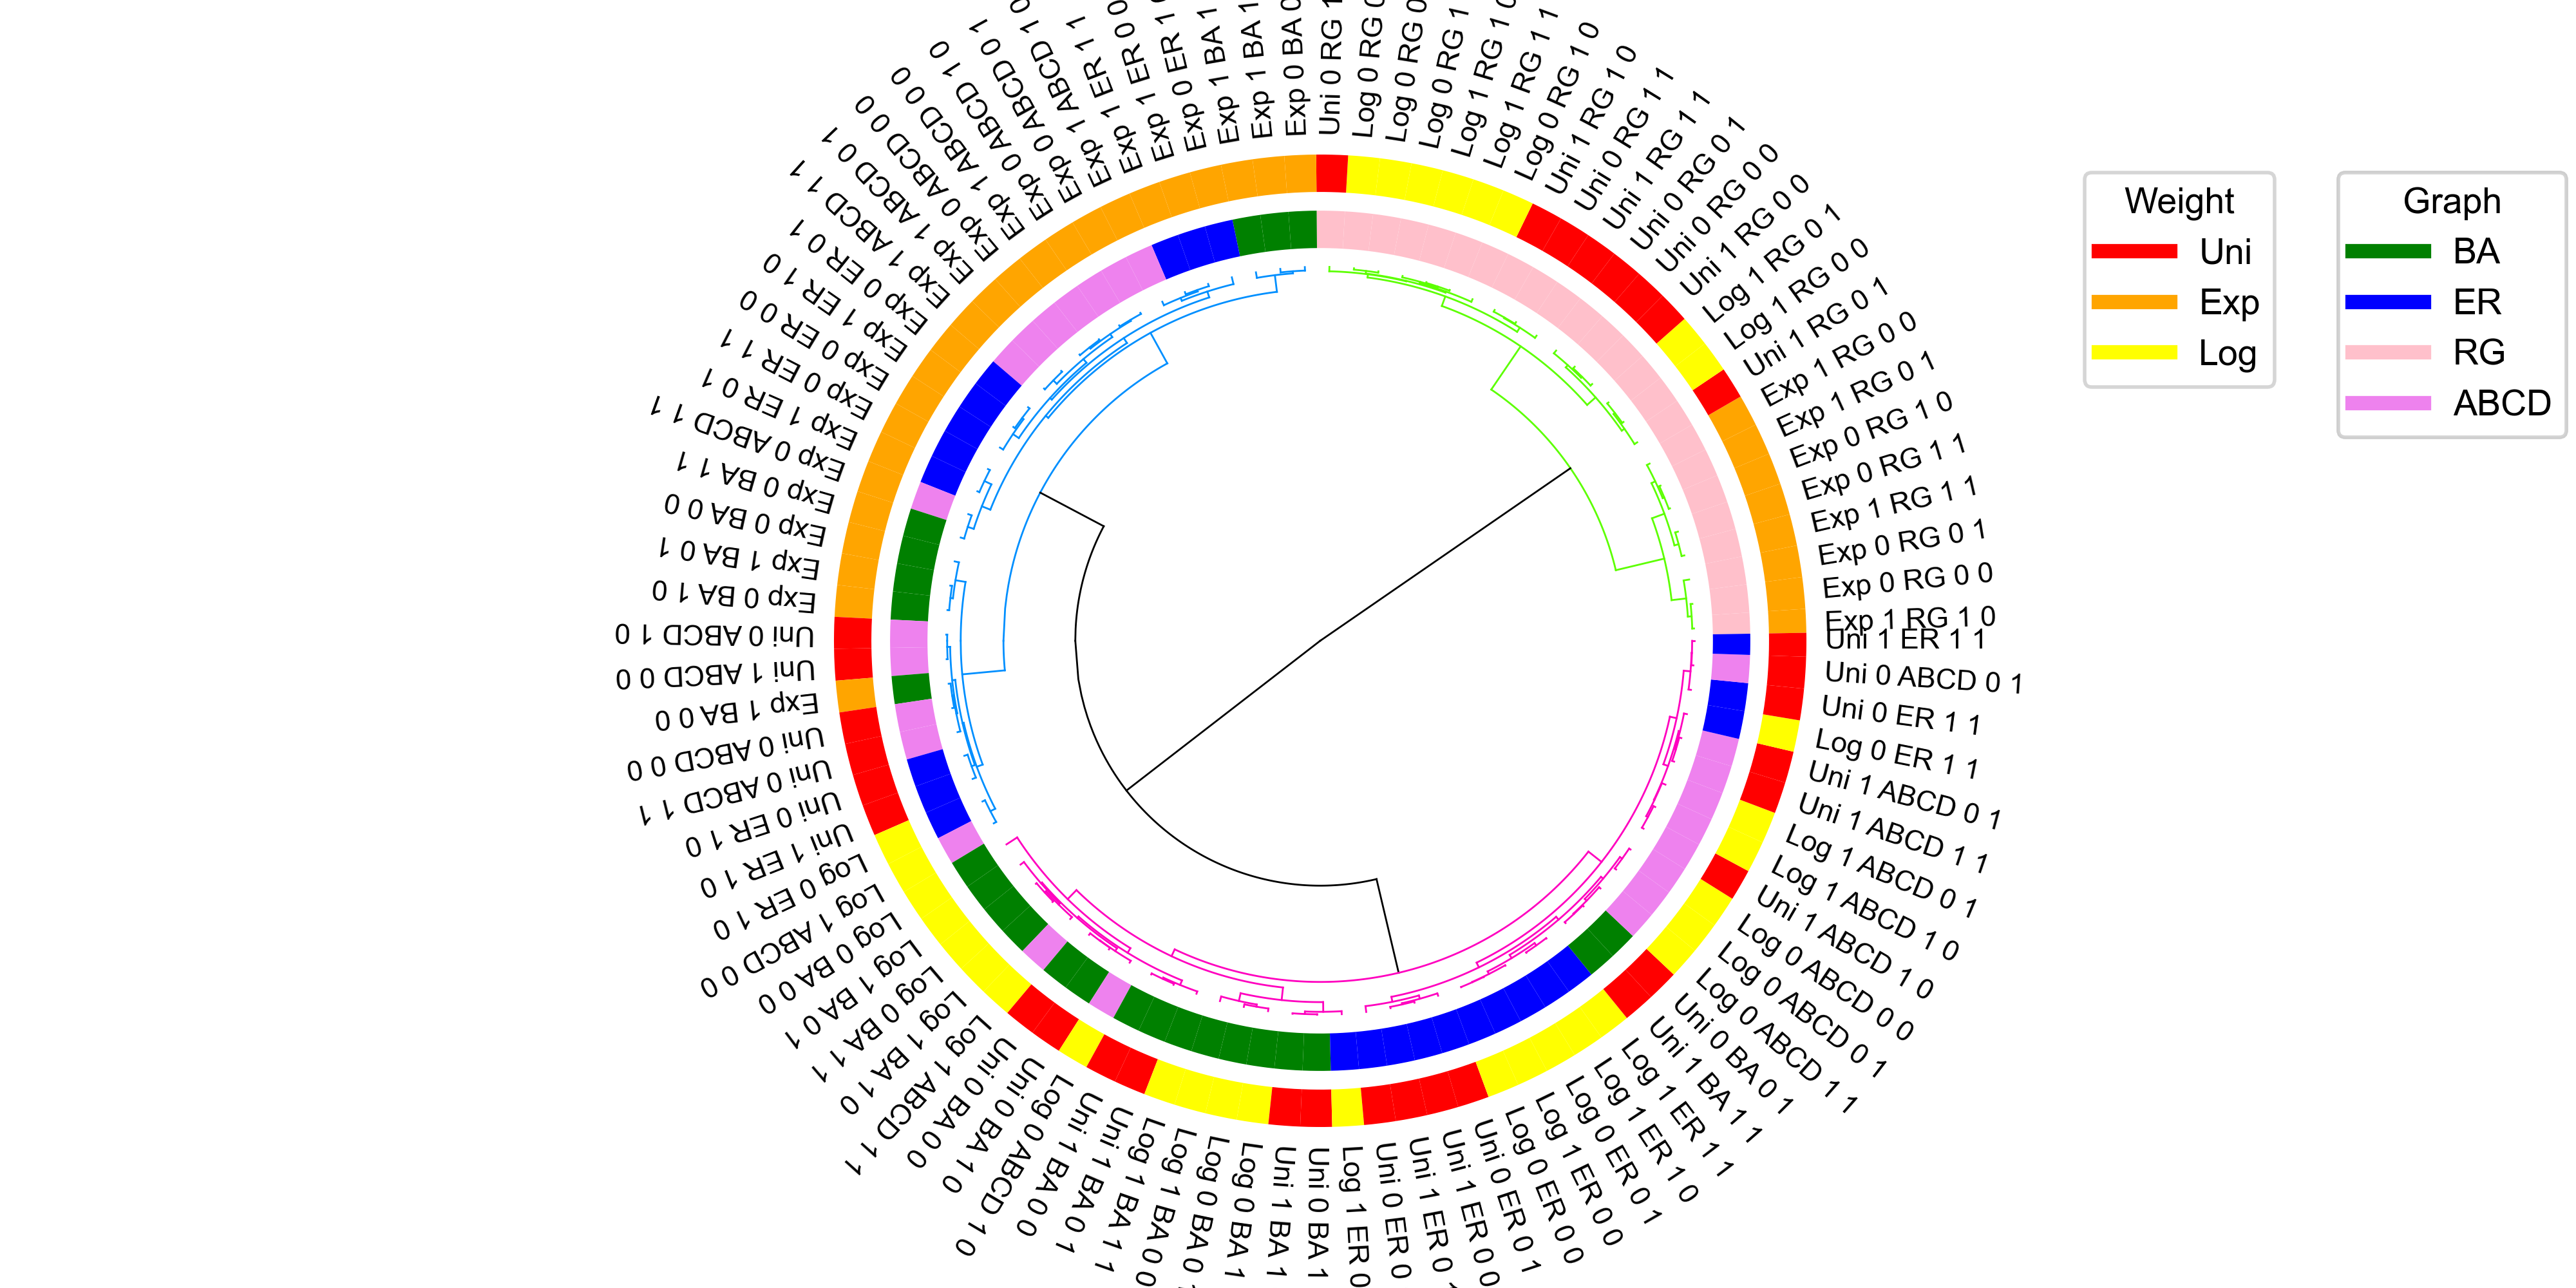 Uni 0 RG 1
Log 0 RG 0
Log 0 RG 0
Log 0 RG 1
Log 1 RG 1 0
Log 1 RG 1 1
Log 0 RG 1 0
Uni 1 RG 1 0
Uni 0 RG 1 1
Uni 1 RG 1 1
Uni 0 RG 0 1
Uni 0 RG 0 0
Uni 1 RG 0 0
Log 1 RG 0 1
Log 1 RG 0 0
Uni 1 RG 0 1
Exp 1 RG 0 0
Exp 1 RG 0 1
Exp 0 RG 1 0
Exp 0 RG 1 1
Exp 1 RG 1 1
Exp 0 RG 0 1
Exp 0 RG 0 0
Exp 1 RG 1 0
Uni 1 ER 1 1
Uni 0 ABCD 0 1
Uni 0 ER 1 1
Log 0 ER 1 1
Uni 1 ABCD 0 1
Uni 1 ABCD 1 1
Log 1 ABCD 0 1
Log 1 ABCD 1 0
Uni 1 ABCD 1 0
Log 0 ABCD 0 0
Log 0 ABCD 0 1
Log 0 ABCD 1 1
Uni 0 BA 0 1
Uni 1 BA 1 1
Log 1 ER 1 1
Log 1 ER 1 0
Log 0 ER 0 1
Log 1 ER 0 0
Log 0 ER 0 0
Uni 0 ER 0 1
Uni 1 ER 0 0
Uni 1 ER 0 1
Uni 0 ER 0
Log 1 ER 0
Uni 0 BA 1
Uni 1 BA 1
Log 0 BA 1
Log 0 BA 0
Log 1 BA 0 0
Log 1 BA 1 1
Uni 1 BA 0 1
Uni 1 BA 0 0
Log 0 ABCD 1 0
Uni 0 BA 1 0
Uni 0 BA 0 0
Log 1 ABCD 1 1
Log 1 BA 1 0
Log 0 BA 1 1
Log 1 BA 0 1
Log 0 BA 0 0
Log 1 ABCD 0 0
Log 0 ER 1 0
Uni 1 ER 1 0
Uni 0 ER 1 0
Uni 0 ABCD 1 1
Uni 0 ABCD 0 0
Exp 1 BA 0 0
Uni 1 ABCD 0 0
Uni 0 ABCD 1 0
Exp 0 BA 1 0
Exp 1 BA 0 1
Exp 0 BA 0 0
Exp 0 BA 1 1
Exp 0 ABCD 1 1
Exp 1 ER 0 1
Exp 0 ER 1 1
Exp 0 ER 0 0
Exp 1 ER 1 0
Exp 0 ER 0 1
Exp 1 ABCD 1 1
Exp 1 ABCD 0 1
Exp 0 ABCD 0 0
Exp 1 ABCD 0 0
Exp 0 ABCD 1 0
Exp 0 ABCD 0 1
Exp 1 ABCD 1 0
Exp 1 ER 1 1
Exp 1 ER 0 0
Exp 0 ER 1 0
Exp 1 BA 1
Exp 1 BA 1
Exp 0 BA 0
Weight
Uni
Exp
Log
Graph
BA
ER
RG
ABCD